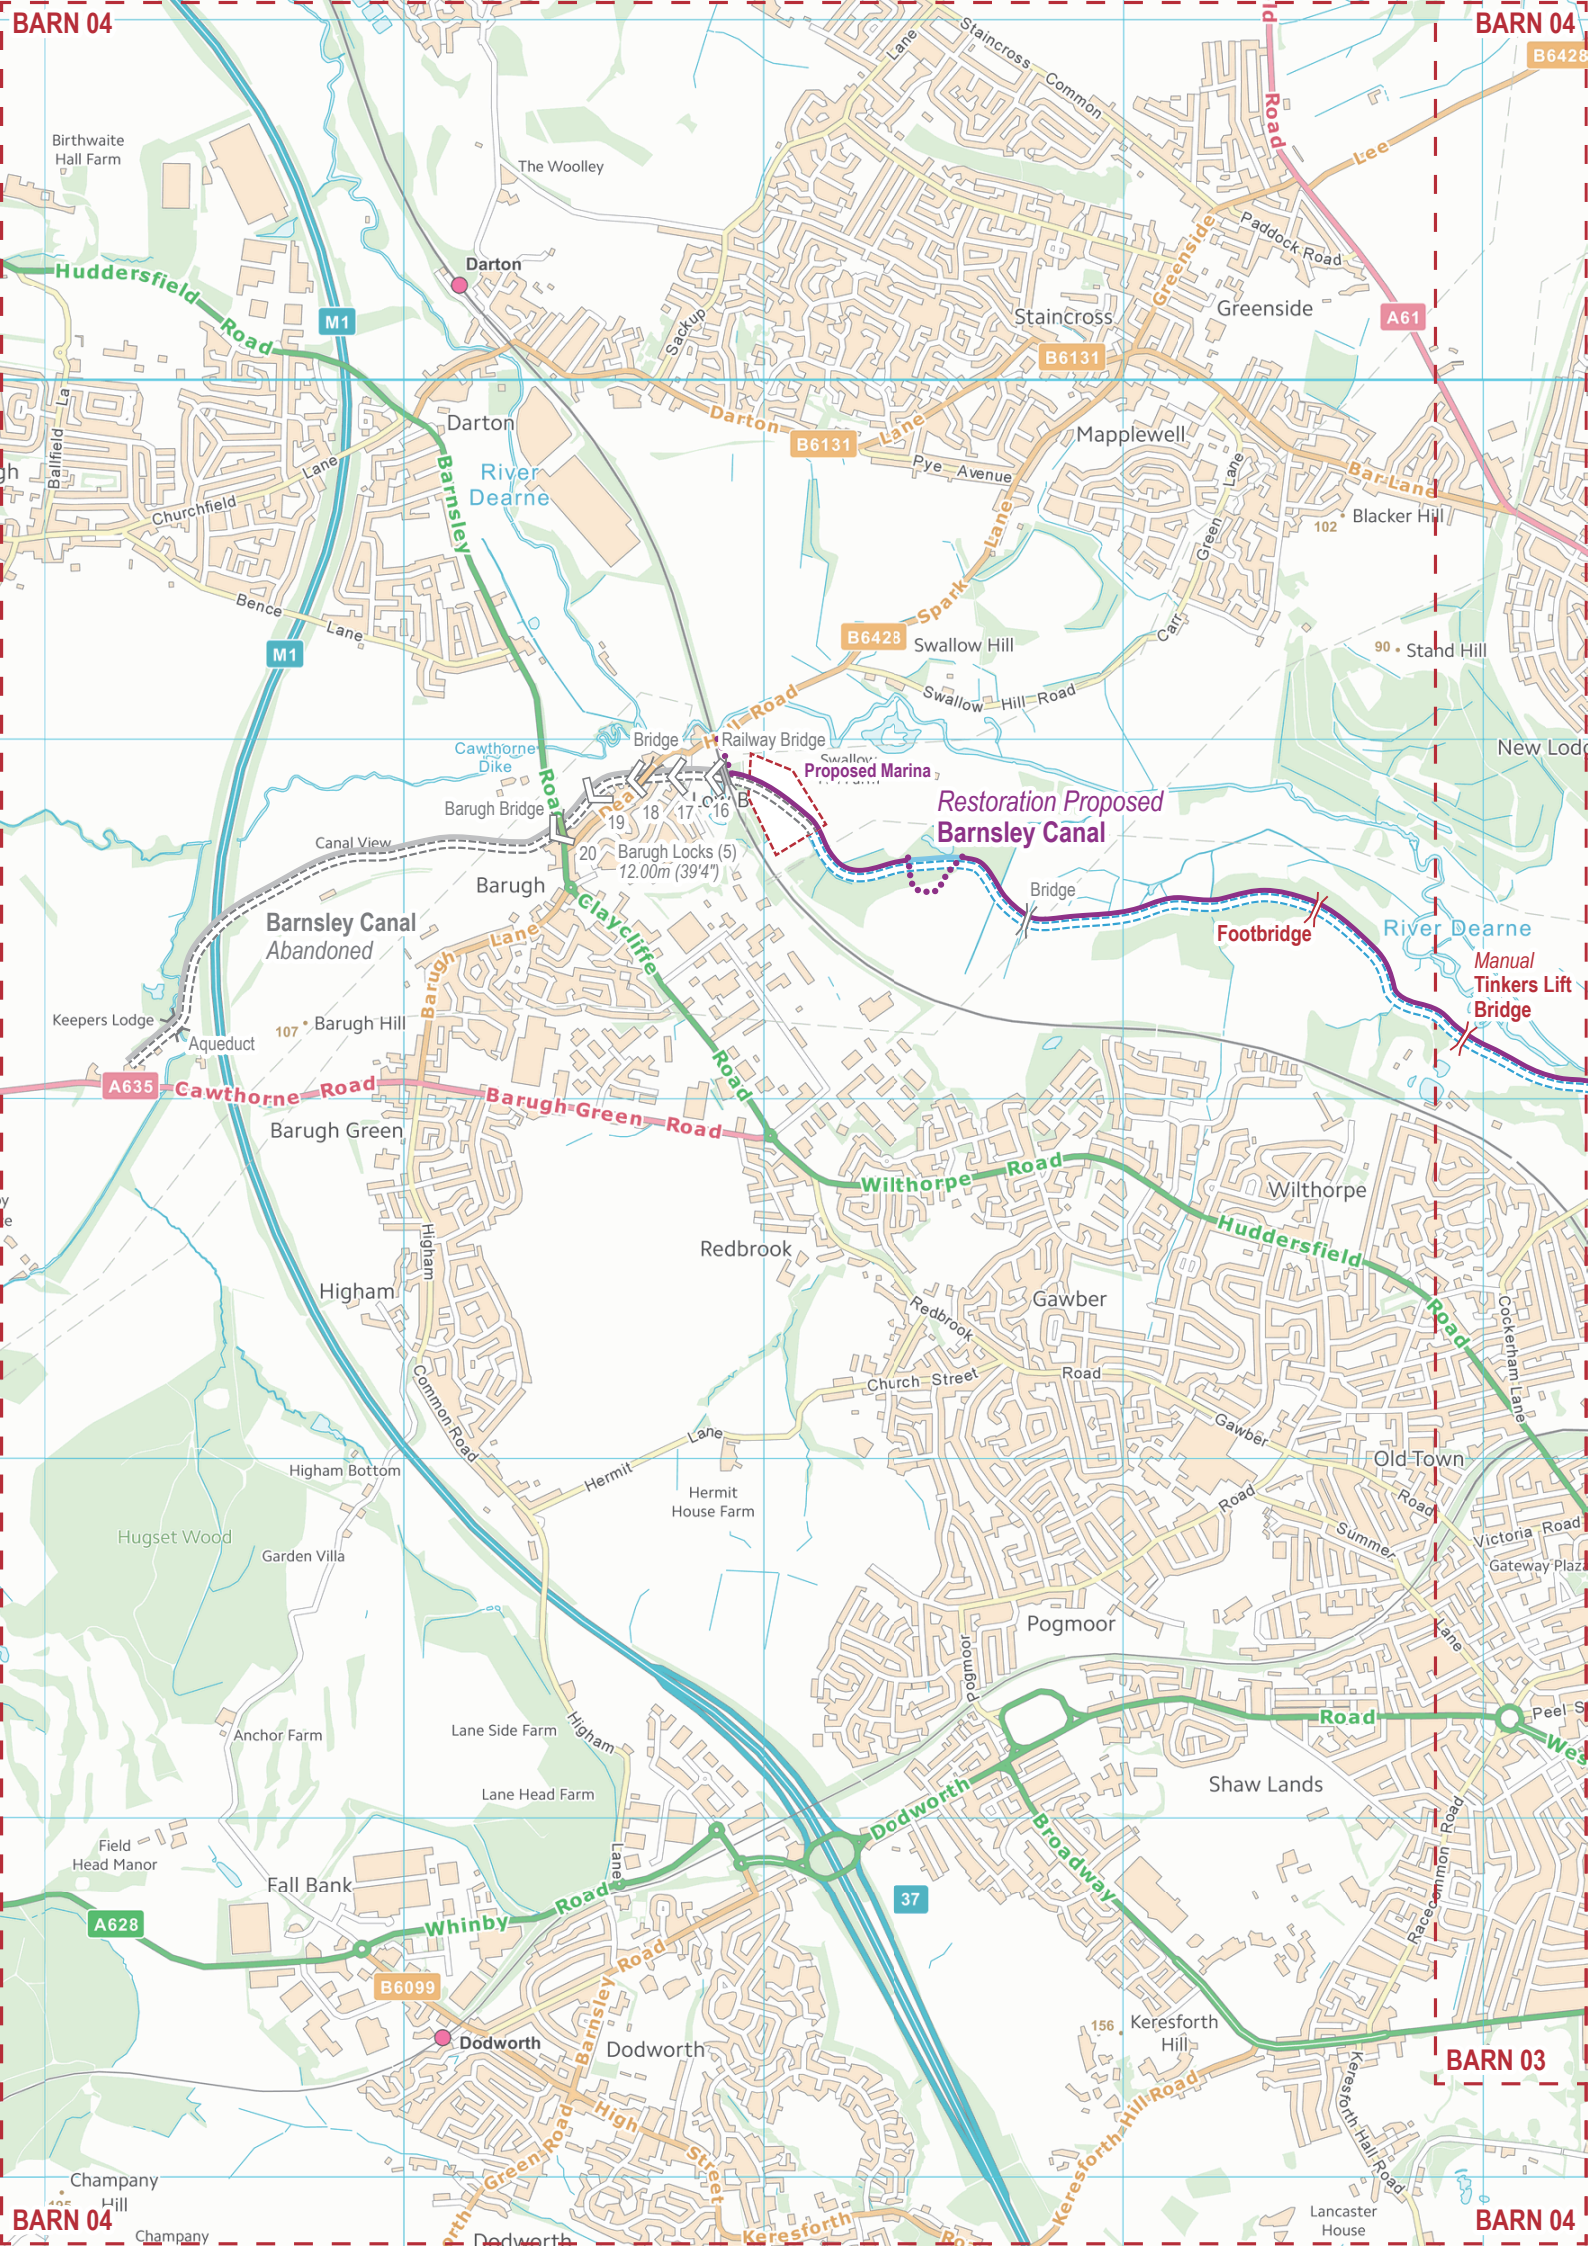 BARN 04
BARN 04
B6428
Staincross Common
Lane
Road
Lee
Birthwaite
Hall Farm
The Woolley
Paddock Road
Greenside
Huddersfield
Road
Darton
M1
Sackup
Staincross
Greenside
A61
B6131
Darton
Darton
B6131
Lane
Mapplewell
Ballfield
La
Lane
Churchfield
River
Dearne
Barnsley
Pye Avenue
Lane
Green
Lane
Bar Lane
102
Blacker Hill
Bence
Lane
M1
Spark
B6428
Swallow Hill
Carr
90
Stand Hill
Swallow Hill Road
Road
Cawthorne
Dike
Bridge
Railway Bridge
New Lodge
Proposed Marina
Road
Barugh Bridge
Restoration Proposed
Barnsley Canal
16
17
18
19
20
Barugh Locks (5)
12.00m (39'4")
Canal View
Barugh
Bridge
Barnsley Canal
Abandoned
Claycliffe
Barugh
Lane
Footbridge
River Dearne
Manual
Tinkers Lift
Bridge
Keepers Lodge
Aqueduct
107
Barugh Hill
Road
A635
Cawthorne Road
Barugh Green Road
Barugh Green
Wilthorpe Road
Wilthorpe
Higham
Redbrook
Huddersfield
Road
Higham
Redbrook
Gawber
Cockerham Lane
Common Road
Church Street
Road
Gawber
Higham Bottom
Hermit
Lane
Hermit
House Farm
Old Town
Road
Road
Summer
Victoria Road
Gateway Plaza
Hugset Wood
Garden Villa
Pogmoor
Lane
Pogmoor
Anchor Farm
Lane Side Farm
Higham
Road
Peel S
Wes
Shaw Lands
Lane Head Farm
Dodworth
Broadway
Field
Head Manor
Lane
Fall Bank
Racecommon Road
A628
Whinby
Road
37
B6099
Barnsley Road
156
Keresforth
Hill
Dodworth
Dodworth
BARN 03
Keresforth Hill Road
Keresforth Hall Road
High
Street
Green Road
Champany
Hill
Lancaster
House
BARN 04
Champany
Dodworth
Keresforth
BARN 04